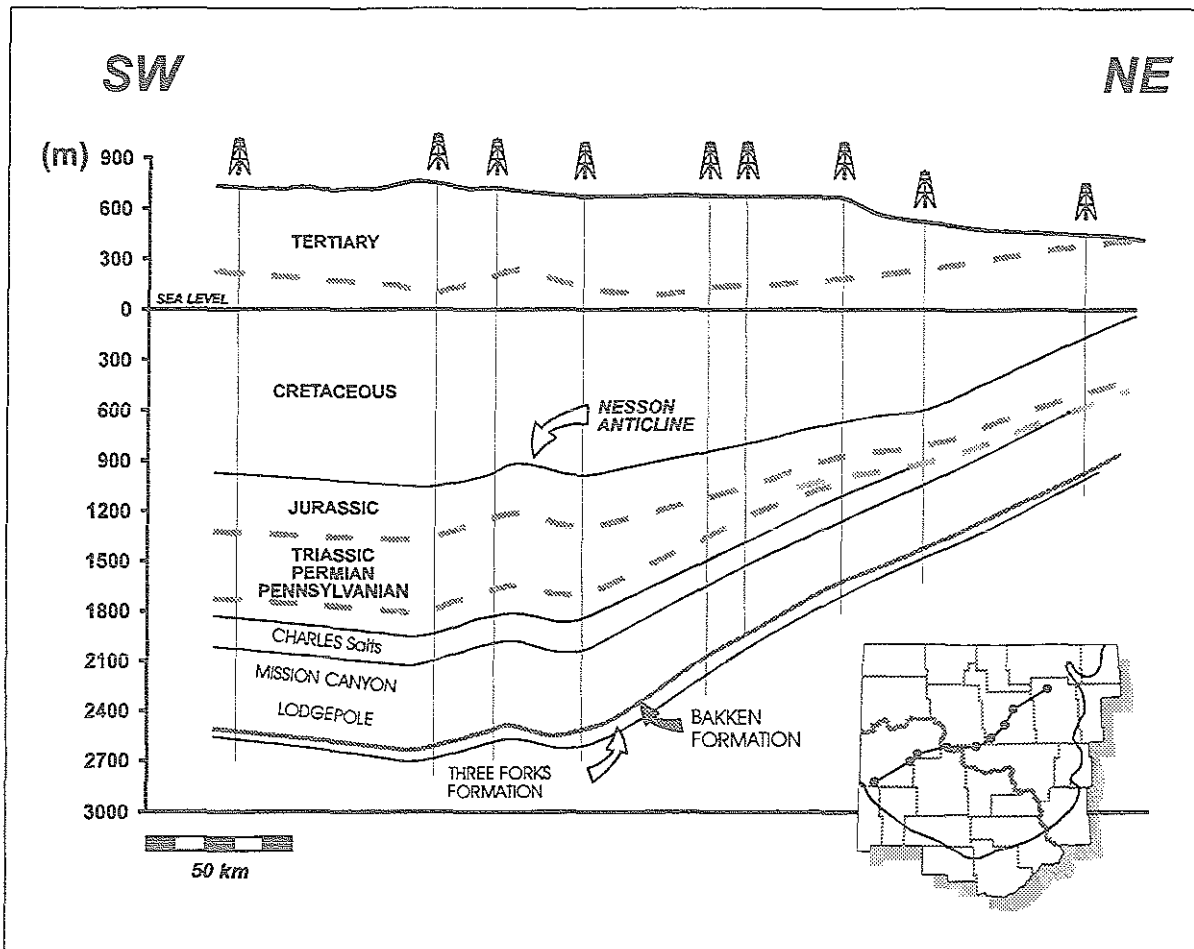 SW
NE
(m)
900
600
300
0
300
600
900
1200
1500
1800
2100
2400
2700
3000
TERTIARY
SEA LEVEL
CRETACEOUS
NESSON
ANTICLINE
JURASSIC
TRIASSIC
PERMIAN
PENNSYLVANIAN
CHARLES Salts
MISSION CANYON
LODGEPOLE
BAKKEN
FORMATION
THREE FORKS
FORMATION
50 km